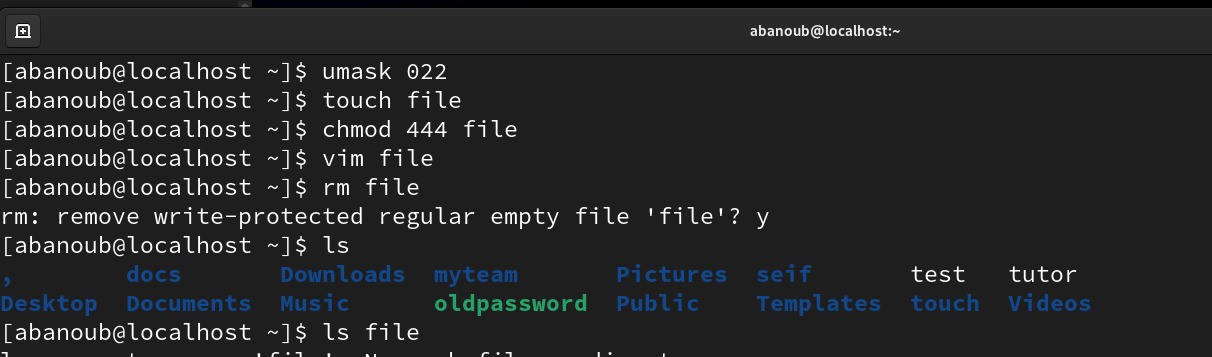 abanoub@localhost:~
[abanoub@localhost ~]$ umask 022
[abanoub@localhost ~]$ touch file
[abanoub@localhost ~]$ chmod 444 file
[abanoub@localhost ~]$ vim file
[abanoub@localhost ~]$ rm file
rm: remove write-protected regular empty file 'file'? y
[abanoub@localhost ~]$ ls
, docs Downloads myteam Pictures seif test tutor
Desktop Documents Music oldpassword Public Templates touch Videos
[abanoub@localhost ~]$ ls file